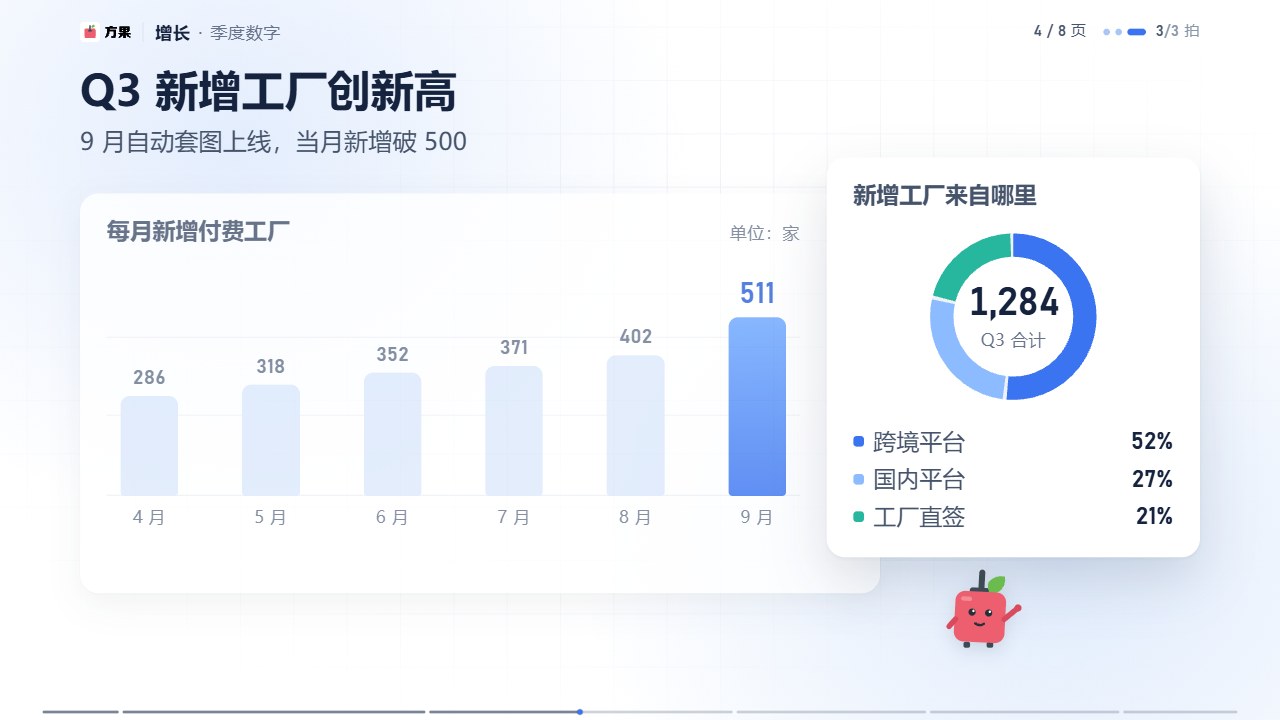 方果 增长 · 季度数字
4 / 8 页 3/3 拍
Q3 新增工厂创新高
9 月自动套图上线，当月新增破 500
每月新增付费工厂
单位：家
286
318
352
371
402
511
4 月
5 月
6 月
7 月
8 月
9 月
新增工厂来自哪里
1,284
Q3 合计
跨境平台 52%
国内平台 27%
工厂直签 21%